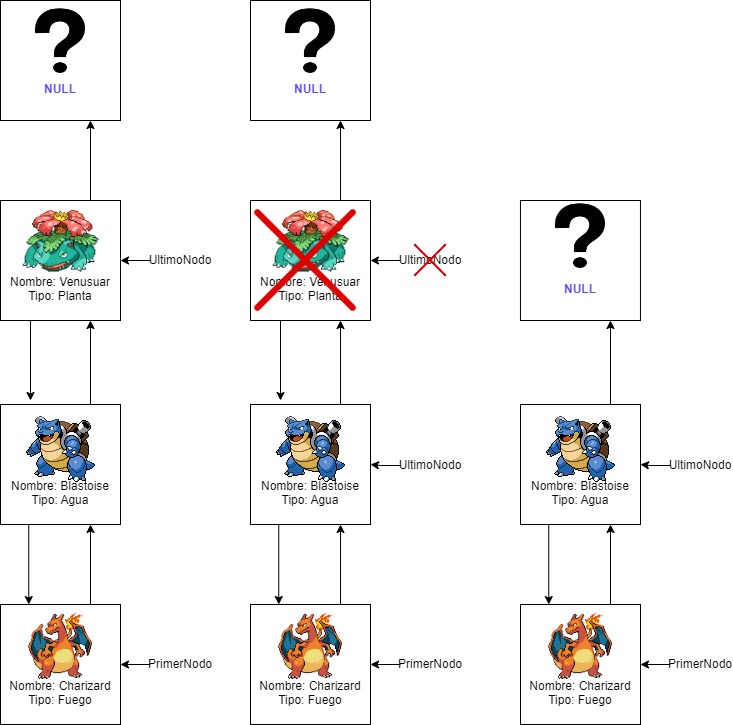 ?
NULL
Nombre: Venusuar
Tipo: Planta
UltimoNodo
Nombre: Blastoise
Tipo: Agua
Nombre: Charizard
Tipo: Fuego
PrimerNodo
?
NULL
Nombre: Venusuar
Tipo: Planta
UltimoNodo
Nombre: Blastoise
Tipo: Agua
UltimoNodo
Nombre: Charizard
Tipo: Fuego
PrimerNodo
?
NULL
Nombre: Blastoise
Tipo: Agua
UltimoNodo
Nombre: Charizard
Tipo: Fuego
PrimerNodo